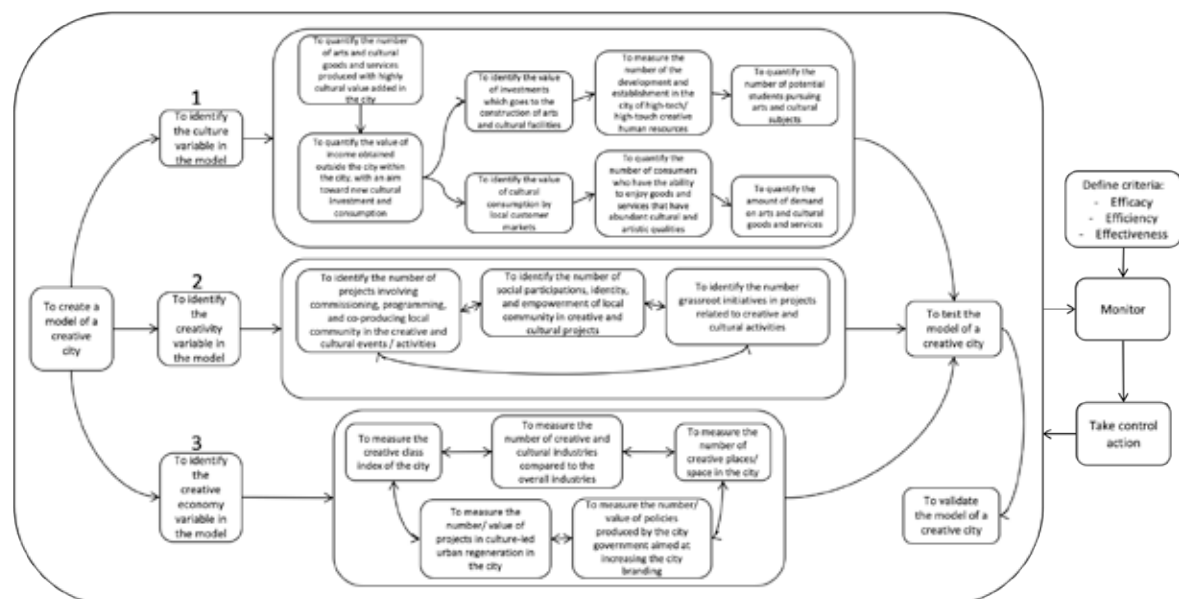 To create a
model of a
creative
city
1
To identify
the culture
variable in
the model
To quantify the number
of arts and cultural
goods and services
produced with highly
cultural value added in
the city
To quantify the value of
income obtained
outside the city within
the city, with an aim
toward new cultural
investment and
consumption
To identify the value
of investments
which goes to the
construction of arts
and cultural facilities
To measure the
number of the
development and
establishment in the
city of high-tech/
high-touch creative
human resources
To quantify the
number of potential
students pursuing
arts and cultural
subjects
To identify the value
of cultural
consumption by
local customer
markets
To quantify the
number of consumers
who have the ability
to enjoy goods and
services that have
abundant cultural and
artistic qualities
To quantify the
amount of demand
on arts and cultural
goods and services
2
To identify
the
creativity
variable in
the model
To identify the number of
projects involving
commissioning, programming,
and co-producing local
community in the creative and
cultural events / activities
To identify the number of
social participations, identity,
and empowerment of local
community in creative and
cultural projects
To identify the number
grassroot initiatives in projects
related to creative and
cultural activities
3
To identify
the
creative
economy
variable in
the model
To measure the
creative class
index of the city
To measure the
number of creative and
cultural industries
compared to the
overall industries
To measure the
number of
creative places/
space in the city
To measure the
number/ value of
projects in culture-led
urban regeneration in
the city
To measure the number/
value of policies
produced by the city
government aimed at
increasing the city
branding
To test the
model of a
creative city
To validate
the model of a
creative city
Define criteria:
- Efficacy
- Efficiency
- Effectiveness
Monitor
Take control
action